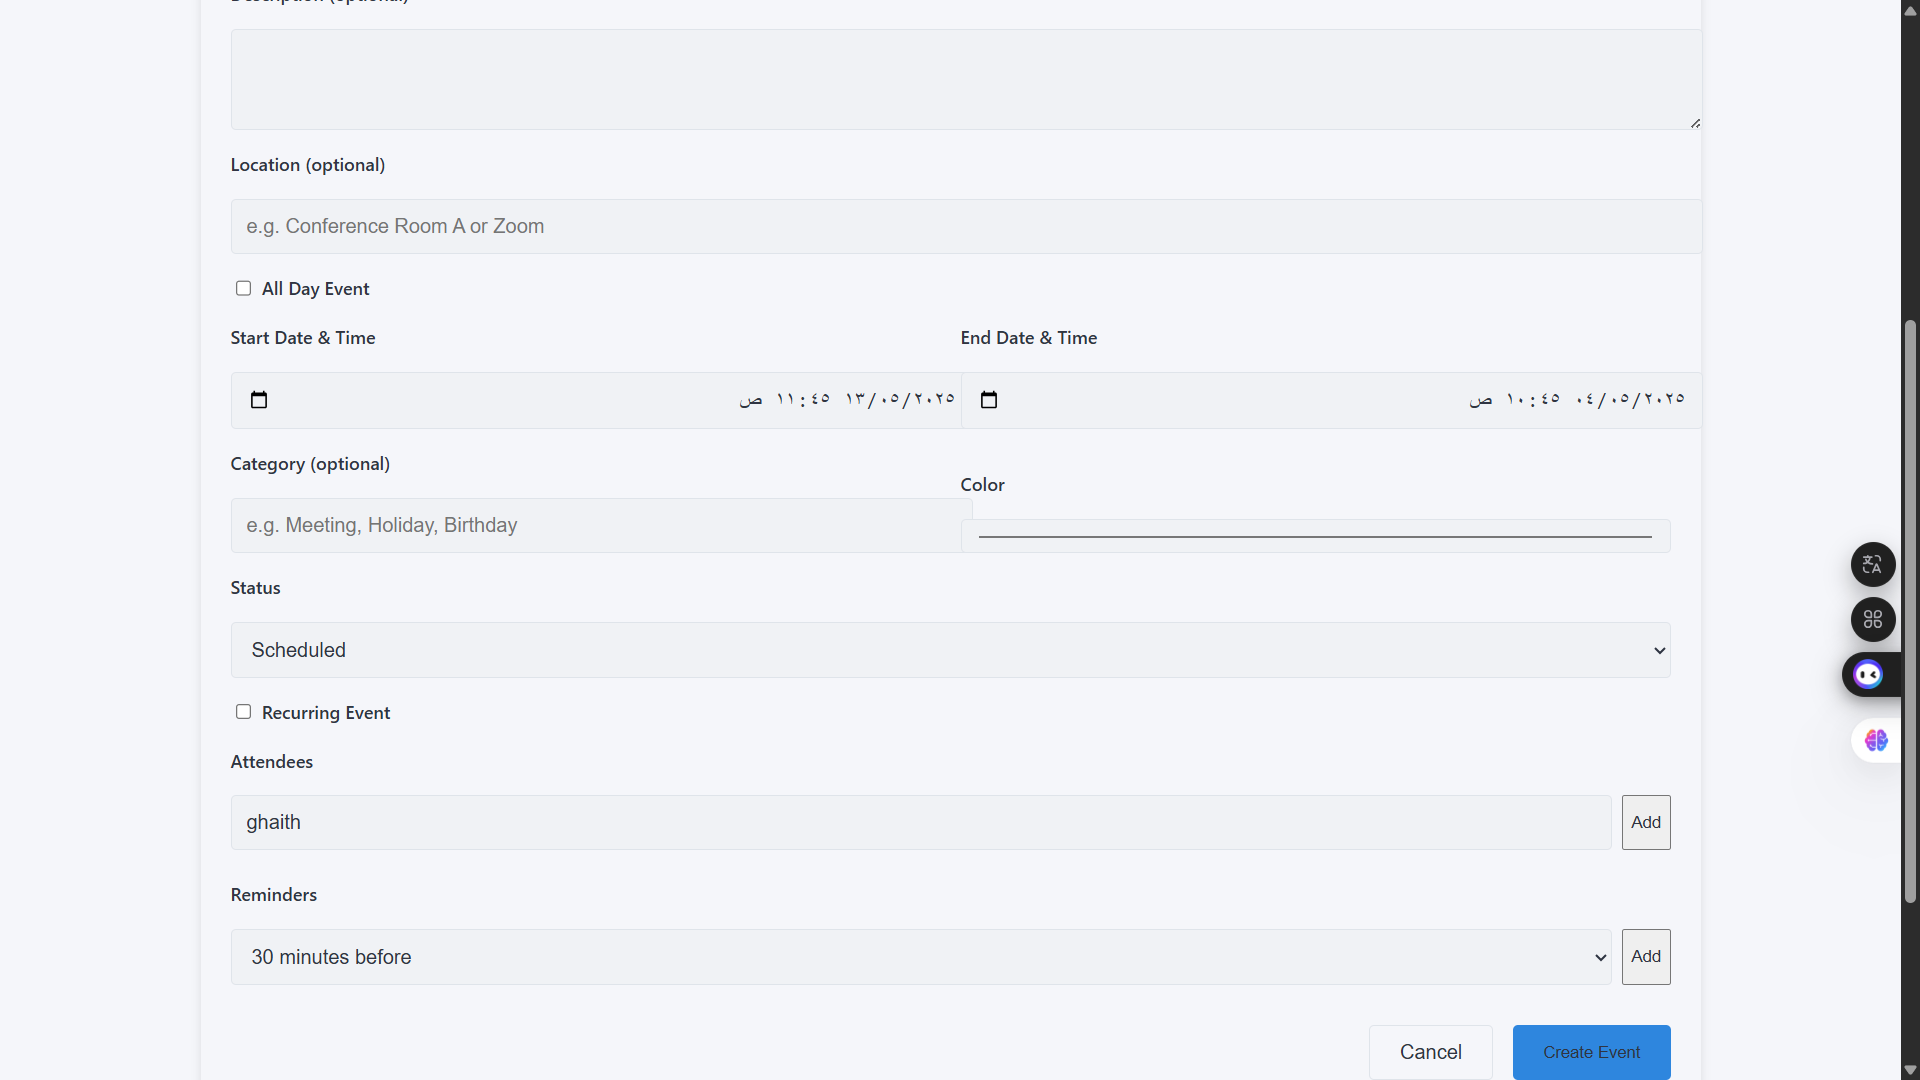 Description (optional)
Location (optional)
e.g. Conference Room A or Zoom
All Day Event
Start Date & Time
End Date & Time
١٣/٠٥/٢٠٢٥ ١١:٤٥ ص
٠٤/٠٥/٢٠٢٥ ١٠:٤٥ ص
Category (optional)
Color
e.g. Meeting, Holiday, Birthday
Status
Scheduled
Recurring Event
Attendees
ghaith
Add
Reminders
30 minutes before
Add
Cancel
Create Event